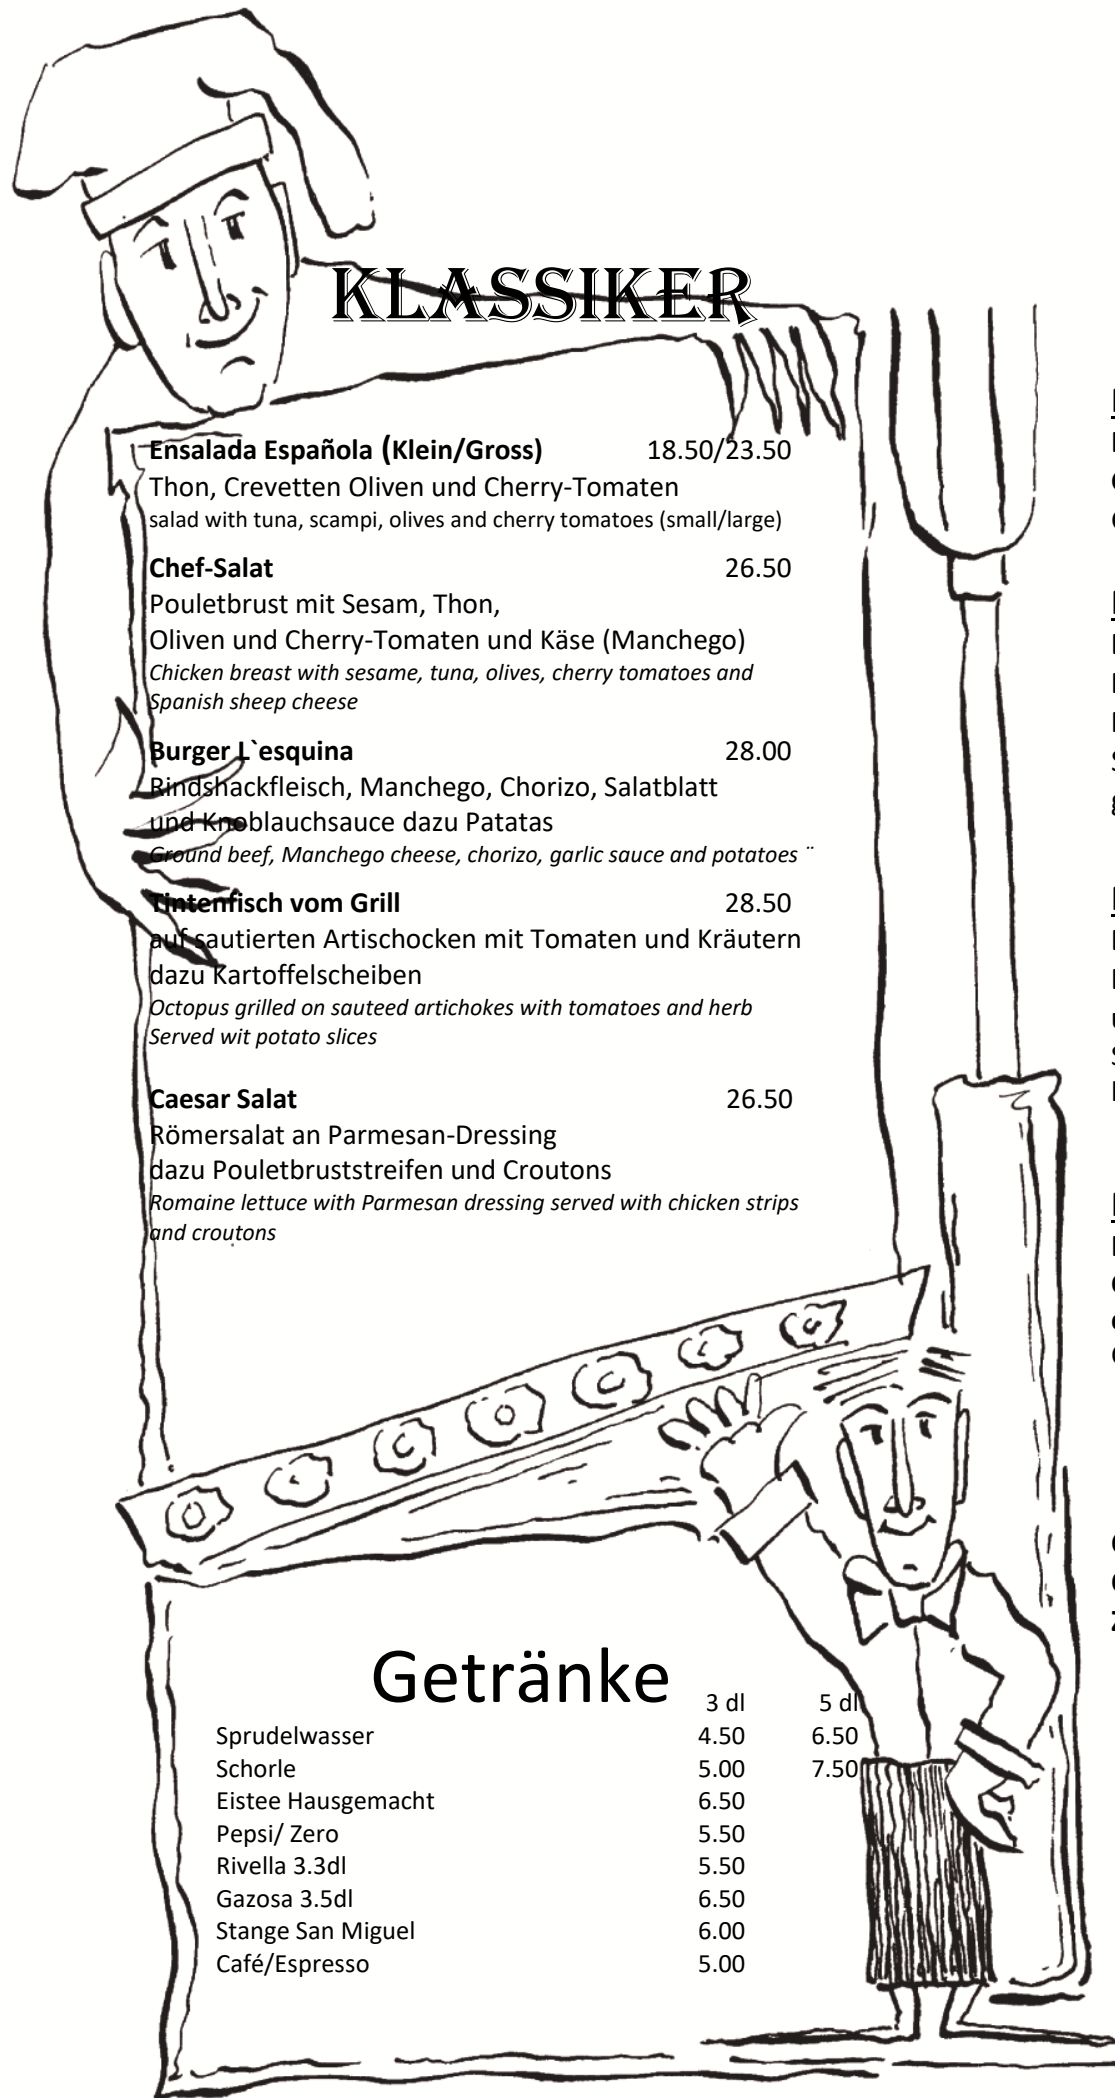 KLASSIKER
Ensalada Española (Klein/Gross) 18.50/23.50
Thon, Crevetten Oliven und Cherry-Tomaten
salad with tuna, scampi, olives and cherry tomatoes (small/large)
Chef-Salat 26.50
Pouletbrust mit Sesam, Thon,
Oliven und Cherry-Tomaten und Käse (Manchego)
Chicken breast with sesame, tuna, olives, cherry tomatoes and
Spanish sheep cheese
Burger L`esquina 28.00
Rindshackfleisch, Manchego, Chorizo, Salatblatt
und Knoblauchsauce dazu Patatas
Ground beef, Manchego cheese, chorizo, garlic sauce and potatoes ¨
Tintenfisch vom Grill 28.50
auf sautierten Artischocken mit Tomaten und Kräutern
dazu Kartoffelscheiben
Octopus grilled on sauteed artichokes with tomatoes and herb
Served wit potato slices
Caesar Salat 26.50
Römersalat an Parmesan-Dressing
dazu Pouletbruststreifen und Croutons
Romaine lettuce with Parmesan dressing served with chicken strips
and croutons
Getränke
3 dl 5 dl
Sprudelwasser 4.50 6.50
Schorle 5.00 7.50
Eistee Hausgemacht 6.50
Pepsi/ Zero 5.50
Rivella 3.3dl 5.50
Gazosa 3.5dl 6.50
Stange San Miguel 6.00
Café/Espresso 5.00